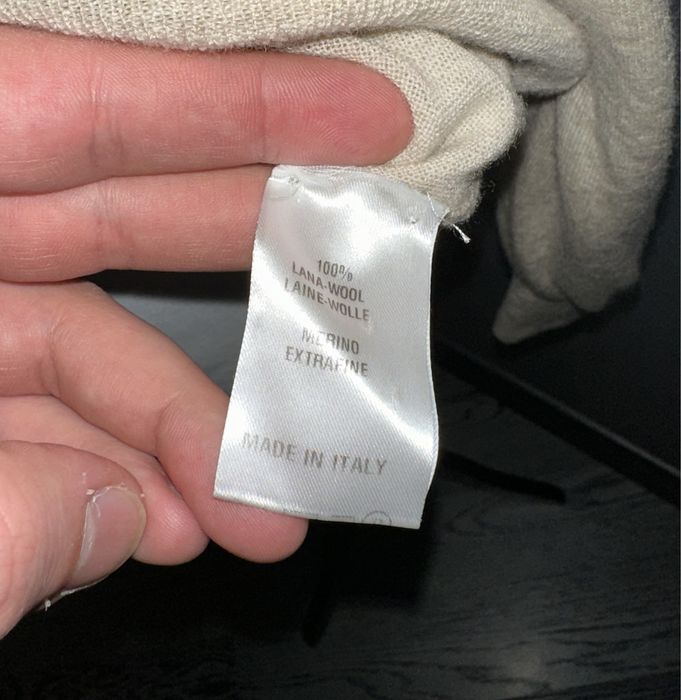 100%
LANA-WOOL
LAINE-WOLLE
MERINO
EXTRAFINE
MADE IN ITALY